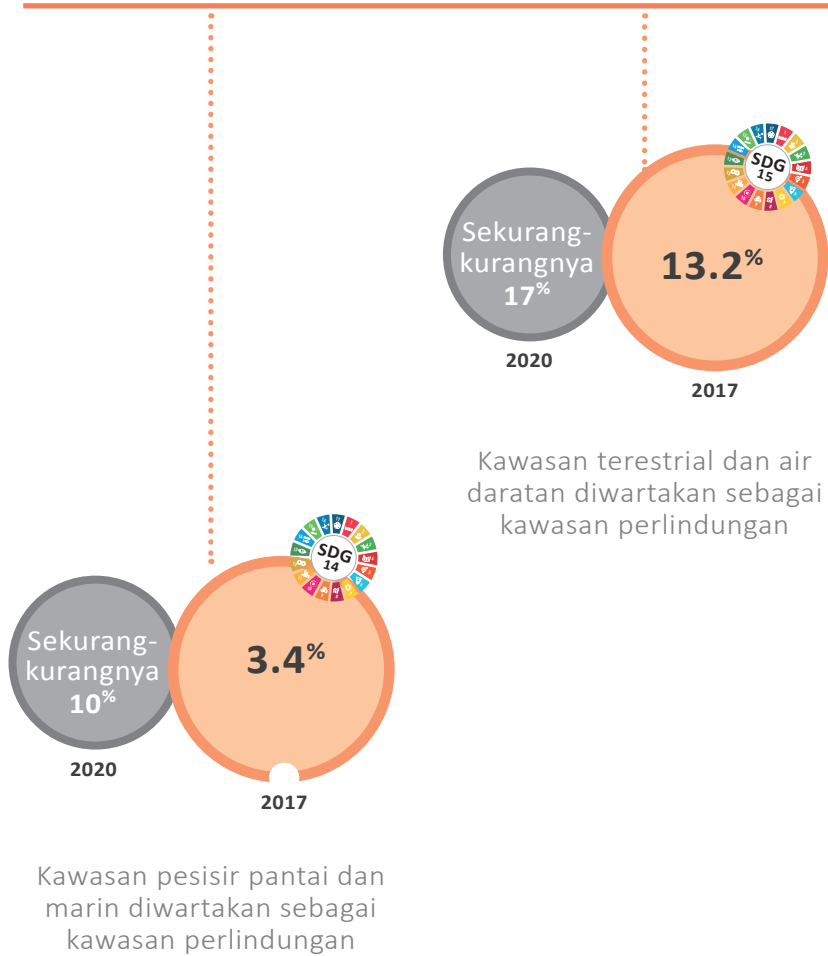 SDG
15
Sekurang-
kurangnya
17%
13.2%
2020
2017
Kawasan terestrial dan air
daratan diwartakan sebagai
kawasan perlindungan
SDG
14
Sekurang-
kurangnya
10%
3.4%
2020
2017
Kawasan pesisir pantai dan
marin diwartakan sebagai
kawasan perlindungan